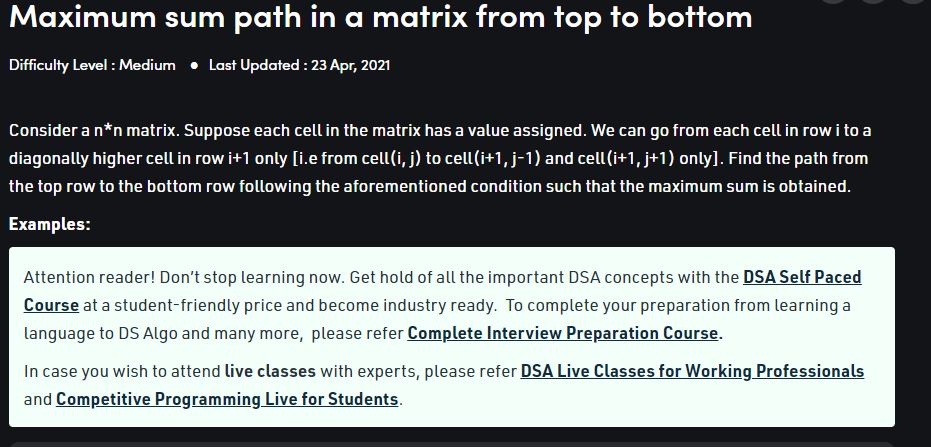 Maximum sum path in a matrix from top to bottom
Difficulty Level : Medium ● Last Updated : 23 Apr, 2021
Consider a n*n matrix. Suppose each cell in the matrix has a value assigned. We can go from each cell in row i to a
diagonally higher cell in row i+1 only [i.e from cell(i, j) to cell(i+1, j-1) and cell(i+1, j+1) only]. Find the path from
the top row to the bottom row following the aforementioned condition such that the maximum sum is obtained.
Examples:
Attention reader! Don’t stop learning now. Get hold of all the important DSA concepts with the DSA Self Paced
Course at a student-friendly price and become industry ready. To complete your preparation from learning a
language to DS Algo and many more, please refer Complete Interview Preparation Course.
In case you wish to attend live classes with experts, please refer DSA Live Classes for Working Professionals
and Competitive Programming Live for Students.